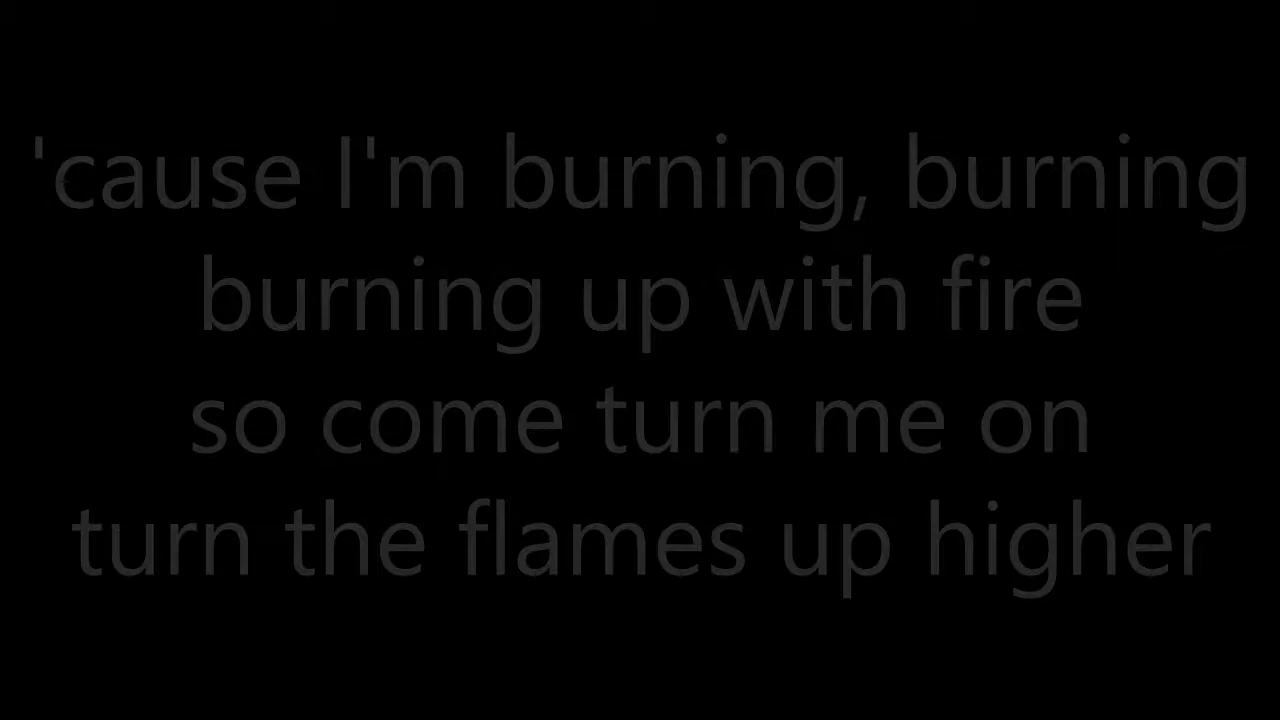 'cause I'm burning, burning
burning up with fire
so come turn me on
turn the flames up higher